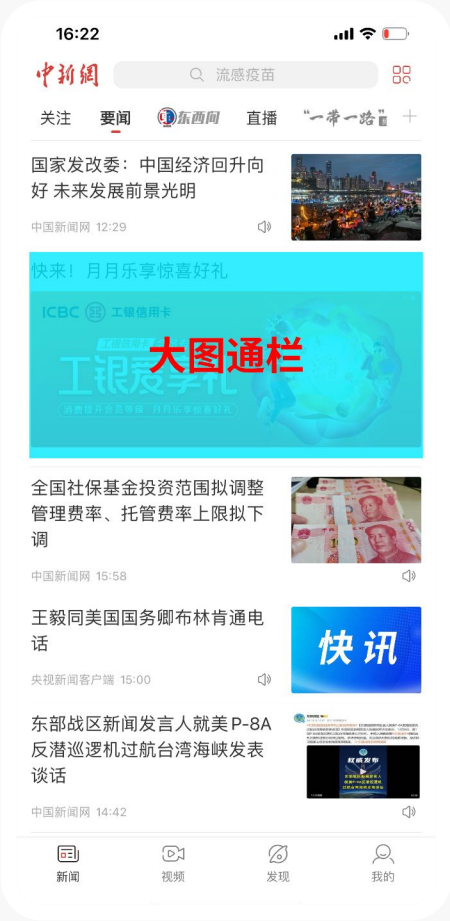 16:22
中新網
流感疫苗
关注
要闻
东西问
直播
“一带一路”
国家发改委：中国经济回升向
好 未来发展前景光明
中国新闻网 12:29
快来！月月乐享惊喜好礼
ICBC 工银信用卡
大图通栏
工银爱享礼
月月乐享惊喜好礼
全国社保基金投资范围拟调整
管理费率、托管费率上限拟下
调
中国新闻网 15:58
王毅同美国国务卿布林肯通电
话
快讯
央视新闻客户端 15:00
东部战区新闻发言人就美 P-8A
反潜巡逻机过航台湾海峡发表
谈话
权威发布
中国新闻网 14:42
新闻
视频
发现
我的